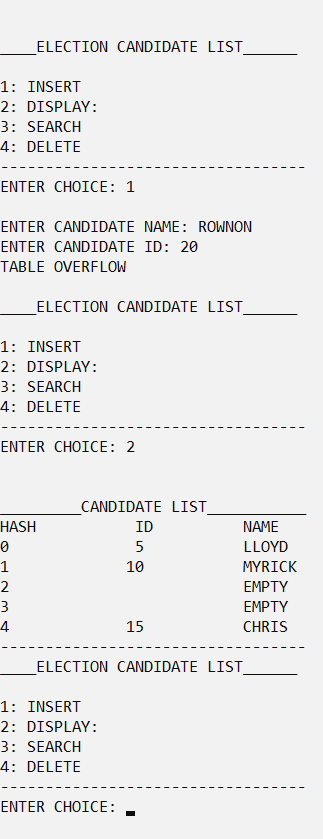 ____ELECTION CANDIDATE LIST______
1: INSERT
2: DISPLAY:
3: SEARCH
4: DELETE
----------------------------------
ENTER CHOICE: 1
ENTER CANDIDATE NAME: ROWNON
ENTER CANDIDATE ID: 20
TABLE OVERFLOW
____ELECTION CANDIDATE LIST______
1: INSERT
2: DISPLAY:
3: SEARCH
4: DELETE
----------------------------------
ENTER CHOICE: 2
_________CANDIDATE LIST___________
HASH           ID          NAME
0              5           LLOYD
1             10           MYRICK
2                          EMPTY
3                          EMPTY
4             15           CHRIS
----------------------------------
____ELECTION CANDIDATE LIST______
1: INSERT
2: DISPLAY:
3: SEARCH
4: DELETE
----------------------------------
ENTER CHOICE: